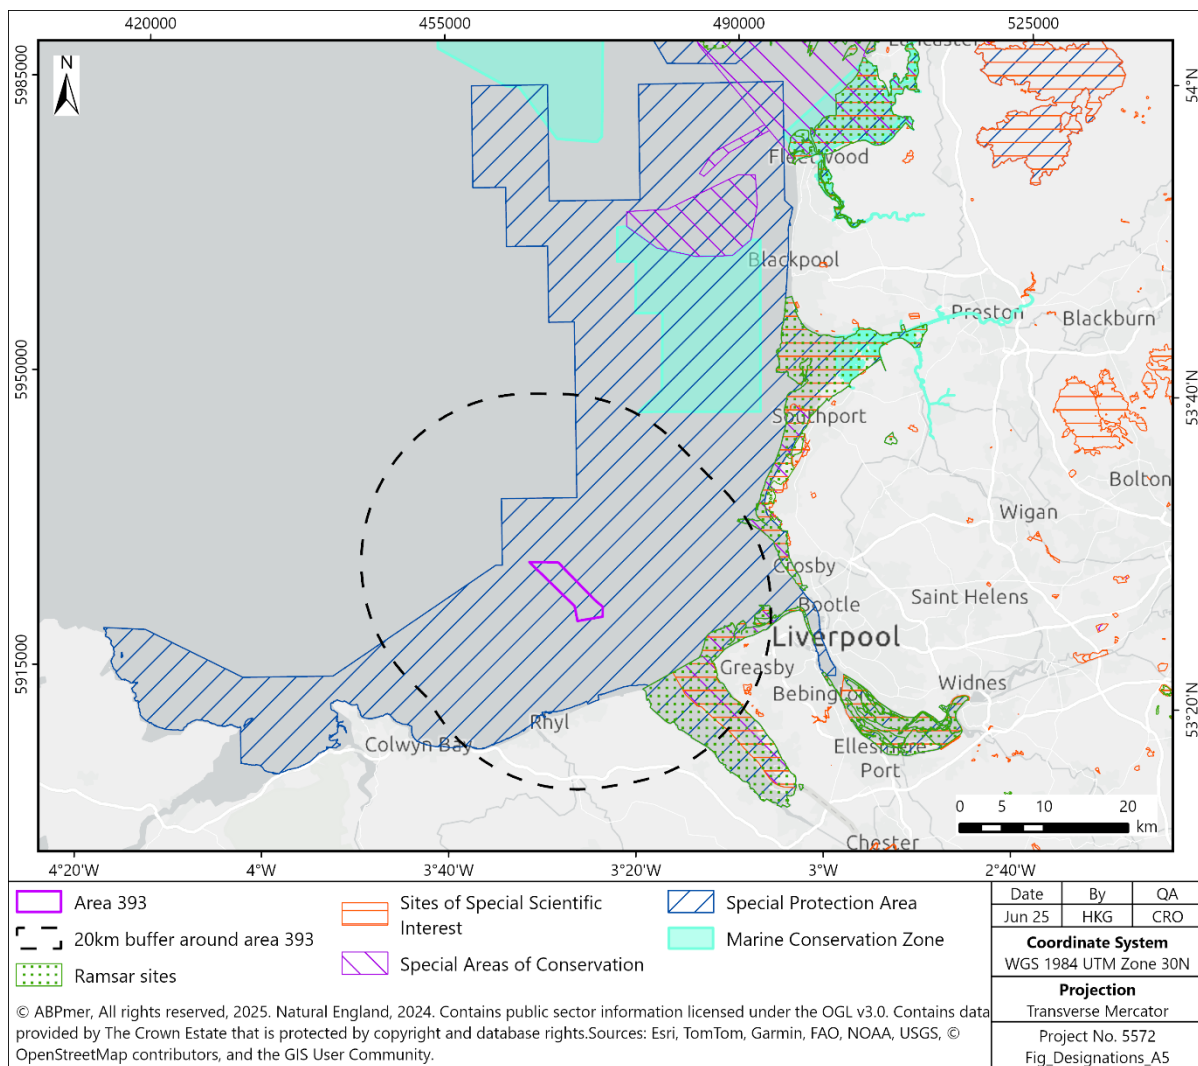 420000
455000
490000
525000
N
5985000
5950000
5915000
54°N
53°40'N
53°20'N
Lancaster
Fleetwood
Blackpool
Preston
Blackburn
Southport
Bolton
Wigan
Crosby
Bootle
Saint Helens
Liverpool
Greasby
Bebington
Widnes
Rhyl
Colwyn Bay
Ellesmere
Port
Chester
0 5 10 20
km
4°20'W
4°W
3°40'W
3°20'W
3°W
2°40'W
Area 393
20km buffer around area 393
Ramsar sites
Sites of Special Scientific
Interest
Special Areas of Conservation
Special Protection Area
Marine Conservation Zone
© ABPmer, All rights reserved, 2025. Natural England, 2024. Contains public sector information licensed under the OGL v3.0. Contains data
provided by The Crown Estate that is protected by copyright and database rights.Sources: Esri, TomTom, Garmin, FAO, NOAA, USGS, ©
OpenStreetMap contributors, and the GIS User Community.
Date By QA
Jun 25 HKG CRO
Coordinate System
WGS 1984 UTM Zone 30N
Projection
Transverse Mercator
Project No. 5572
Fig_Designations_A5